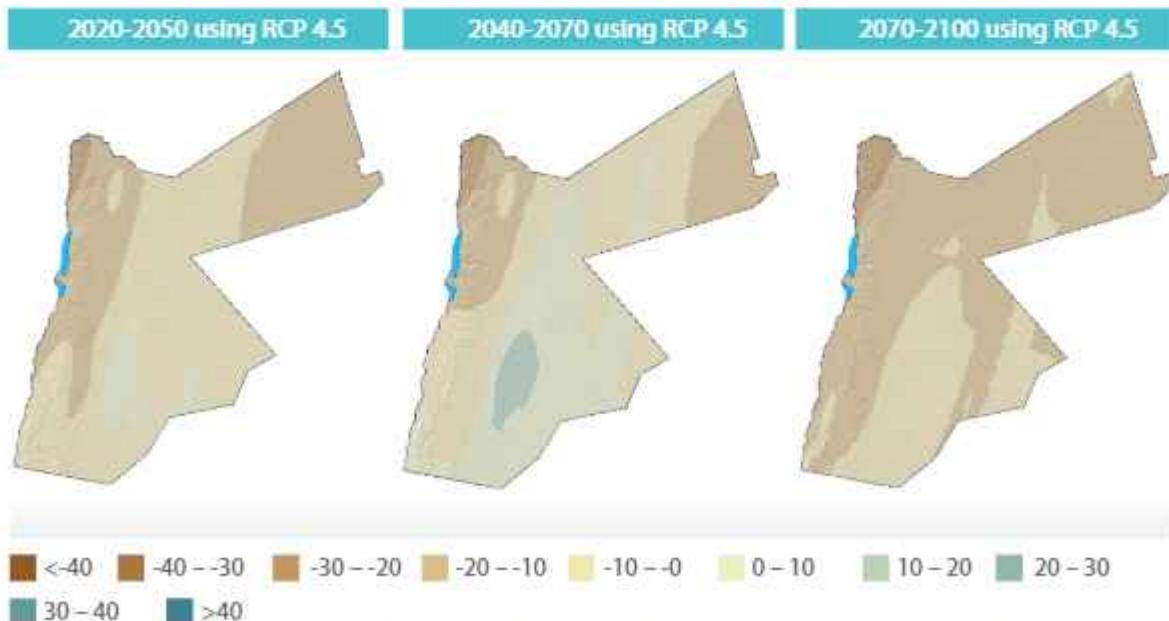 2020-2050 using RCP 4.5
2040-2070 using RCP 4.5
2070-2100 using RCP 4.5
<-40
-40 – -30
-30 – -20
-20 – -10
-10 – -0
0 – 10
10 – 20
20 – 30
30 – 40
>40